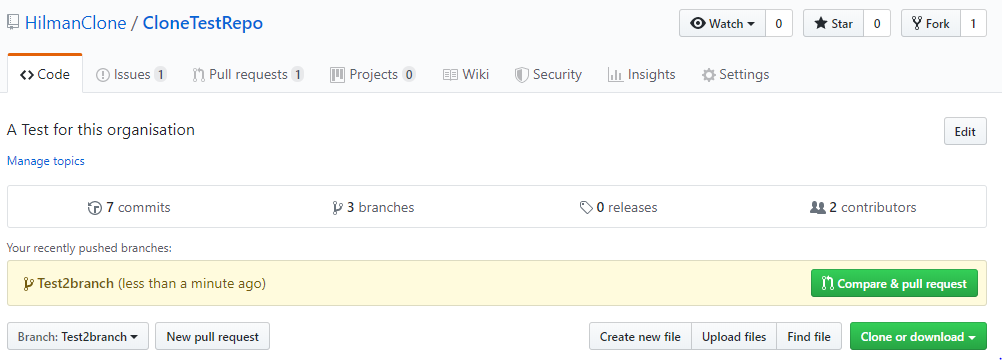 HilmanClone / CloneTestRepo Watch 0 Star 0 Fork 1
Code Issues 1 Pull requests 1 Projects 0 Wiki Security Insights Settings
A Test for this organisation Edit
Manage topics
7 commits 3 branches 0 releases 2 contributors
Your recently pushed branches:
Test2branch (less than a minute ago) Compare & pull request
Branch: Test2branch New pull request Create new file Upload files Find file Clone or download